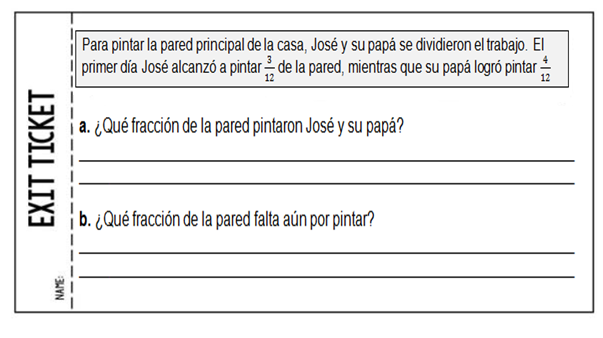 EXIT TICKET
NAME:
Para pintar la pared principal de la casa, José y su papá se dividieron el trabajo. El
primer día José alcanzó a pintar 3/12 de la pared, mientras que su papá logró pintar 4/12
a. ¿Qué fracción de la pared pintaron José y su papá?
b. ¿Qué fracción de la pared falta aún por pintar?